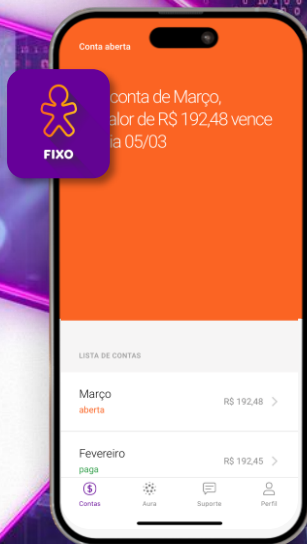 Conta aberta
conta de Março,
alor de R$ 192,48 vence
ia 05/03
FIXO
LISTA DE CONTAS
Março
aberta
R$ 192,48
Fevereiro
paga
R$ 192,45
Contas
Aura
Suporte
Perfil